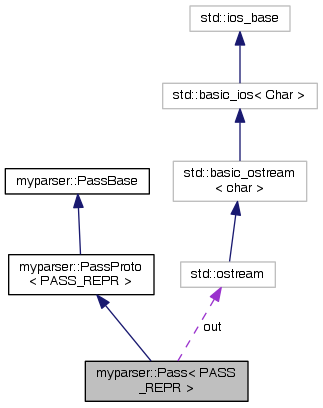 std::ios_base
std::basic_ios< Char >
std::basic_ostream
< char >
myparser::PassBase
myparser::PassProto
< PASS_REPR >
std::ostream
out
myparser::Pass< PASS
_REPR >